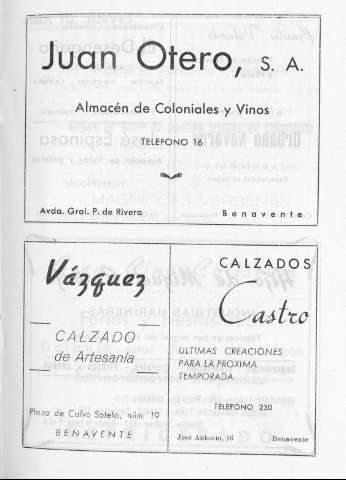 Juan Otero, S. A.
Almacén de Coloniales y Vinos
TELEFONO 16
Avda. Gral. P. de Rivera Benavente
Vázquez
CALZADO
de Artesanía
Plaza de Calvo Sotelo, núm. 19
BENAVENTE
CALZADOS
Castro
ULTIMAS CREACIONES
PARA LA PROXIMA
TEMPORADA
TELEFONO 230
José Antonio, 16 Benavente